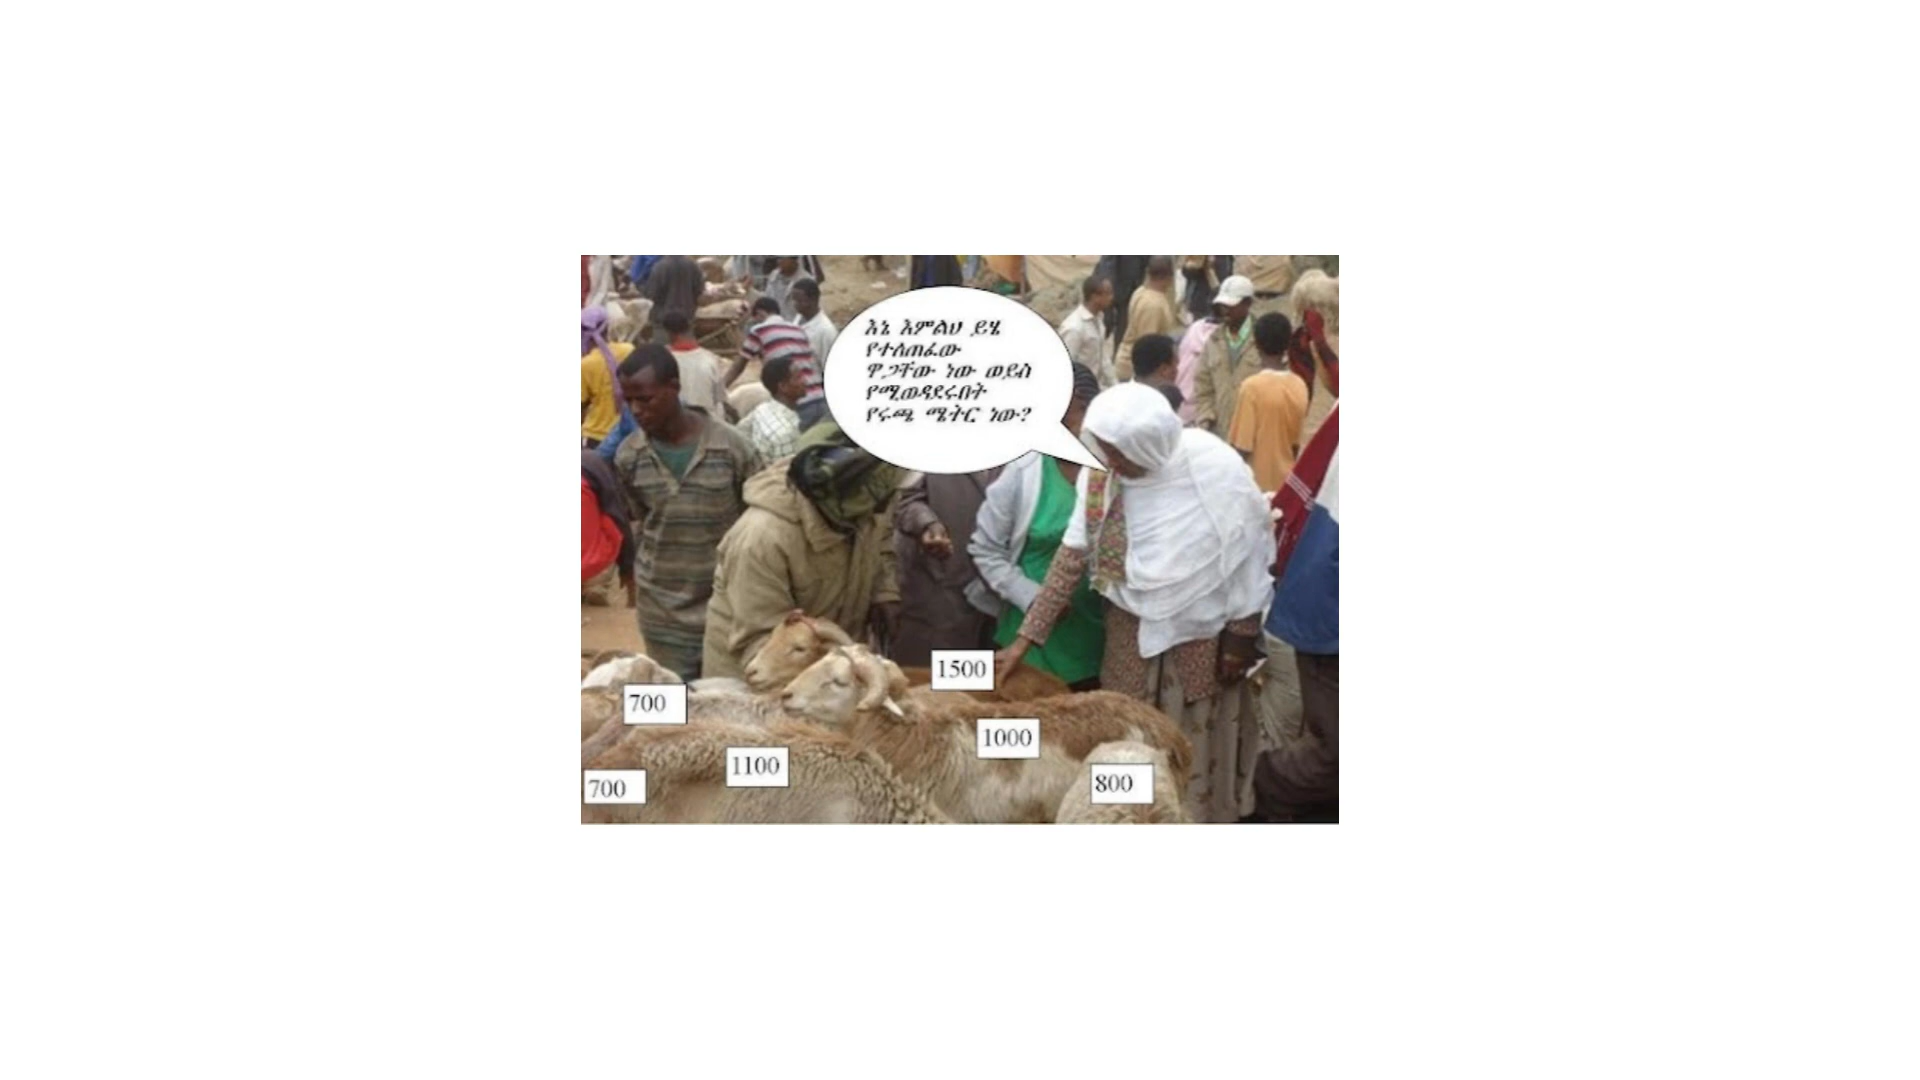 እኔ እምልህ ይሄ
የተለጠፈው
ዋጋቸው ነው ወይስ
የሚወዳደሩበት
የሩጫ ሜትር ነው?
1500
700
1000
1100
700
800